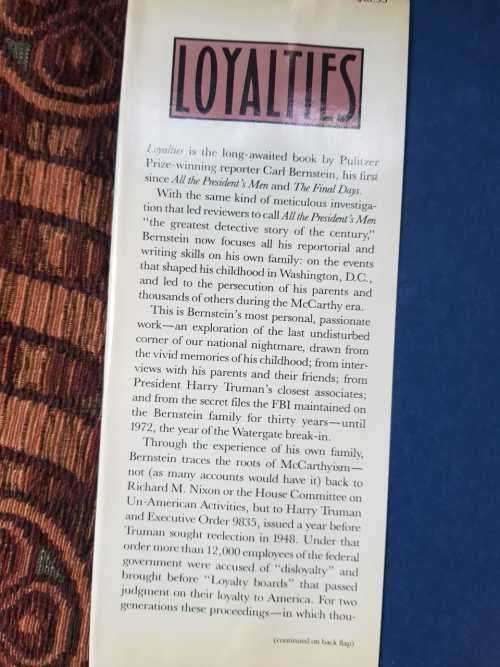 LOYALTIES
Loyalties is the long-awaited book by Pulitzer
Prize-winning reporter Carl Bernstein, his first
since All the President's Men and The Final Days.
With the same kind of meticulous investiga-
tion that led reviewers to call All the President's Men
"the greatest detective story of the century,"
Bernstein now focuses all his reportorial and
writing skills on his own family: on the events
that shaped his childhood in Washington, D.C.,
and led to the persecution of his parents and
thousands of others during the McCarthy era.
This is Bernstein's most personal, passionate
work—an exploration of the last undisturbed
corner of our national nightmare, drawn from
the vivid memories of his childhood; from inter-
views with his parents and their friends; from
President Harry Truman's closest associates;
and from the secret files the FBI maintained on
the Bernstein family for thirty years—until
1972, the year of the Watergate break-in.
Through the experience of his own family,
Bernstein traces the roots of McCarthyism—
not (as many accounts would have it) back to
Richard M. Nixon or the House Committee on
Un-American Activities, but to Harry Truman
and Executive Order 9835, issued a year before
Truman sought reelection in 1948. Under that
order more than 12,000 employees of the federal
government were accused of "disloyalty" and
brought before "Loyalty boards" that passed
judgment on their loyalty to America. For two
generations these proceedings—in which thou-
(continued on back flap)